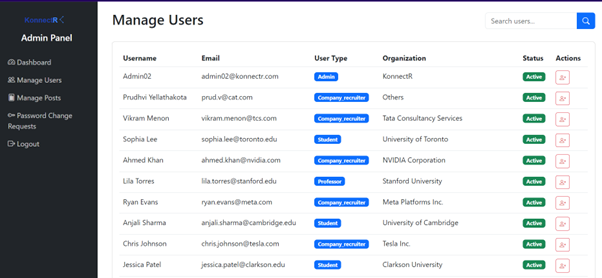 KonnectR
Admin Panel
Dashboard
Manage Users
Manage Posts
Password Change
Requests
Logout
Manage Users
Search users...
Username Email User Type Organization Status Actions
Admin02 admin02@konnectr.com Admin KonnectR Active
Prudhvi Yellathakota prud.v@cat.com Company_recruiter Others Active
Vikram Menon vikram.menon@tcs.com Company_recruiter Tata Consultancy Services Active
Sophia Lee sophia.lee@toronto.edu Student University of Toronto Active
Ahmed Khan ahmed.khan@nvidia.com Company_recruiter NVIDIA Corporation Active
Lila Torres lila.torres@stanford.edu Professor Stanford University Active
Ryan Evans ryan.evans@meta.com Company_recruiter Meta Platforms Inc. Active
Anjali Sharma anjali.sharma@cambridge.edu Student University of Cambridge Active
Chris Johnson chris.johnson@tesla.com Company_recruiter Tesla Inc. Active
Jessica Patel jessica.patel@clarkson.edu Student Clarkson University Active